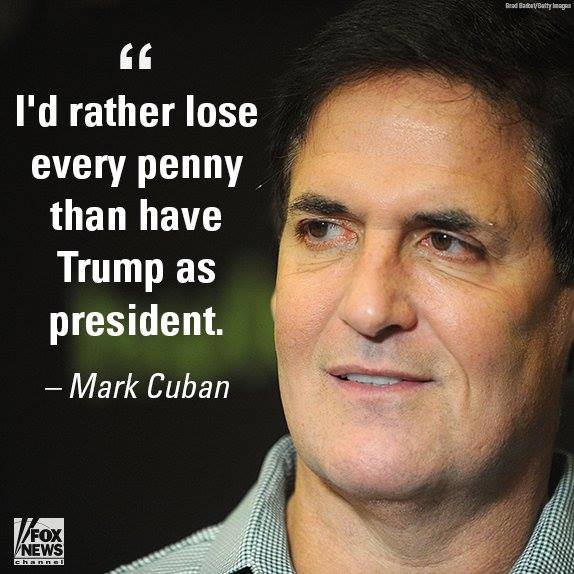 Brad Barket/Getty Images
“
I'd rather lose
every penny
than have
Trump as
president.
– Mark Cuban
FOX
NEWS
channel